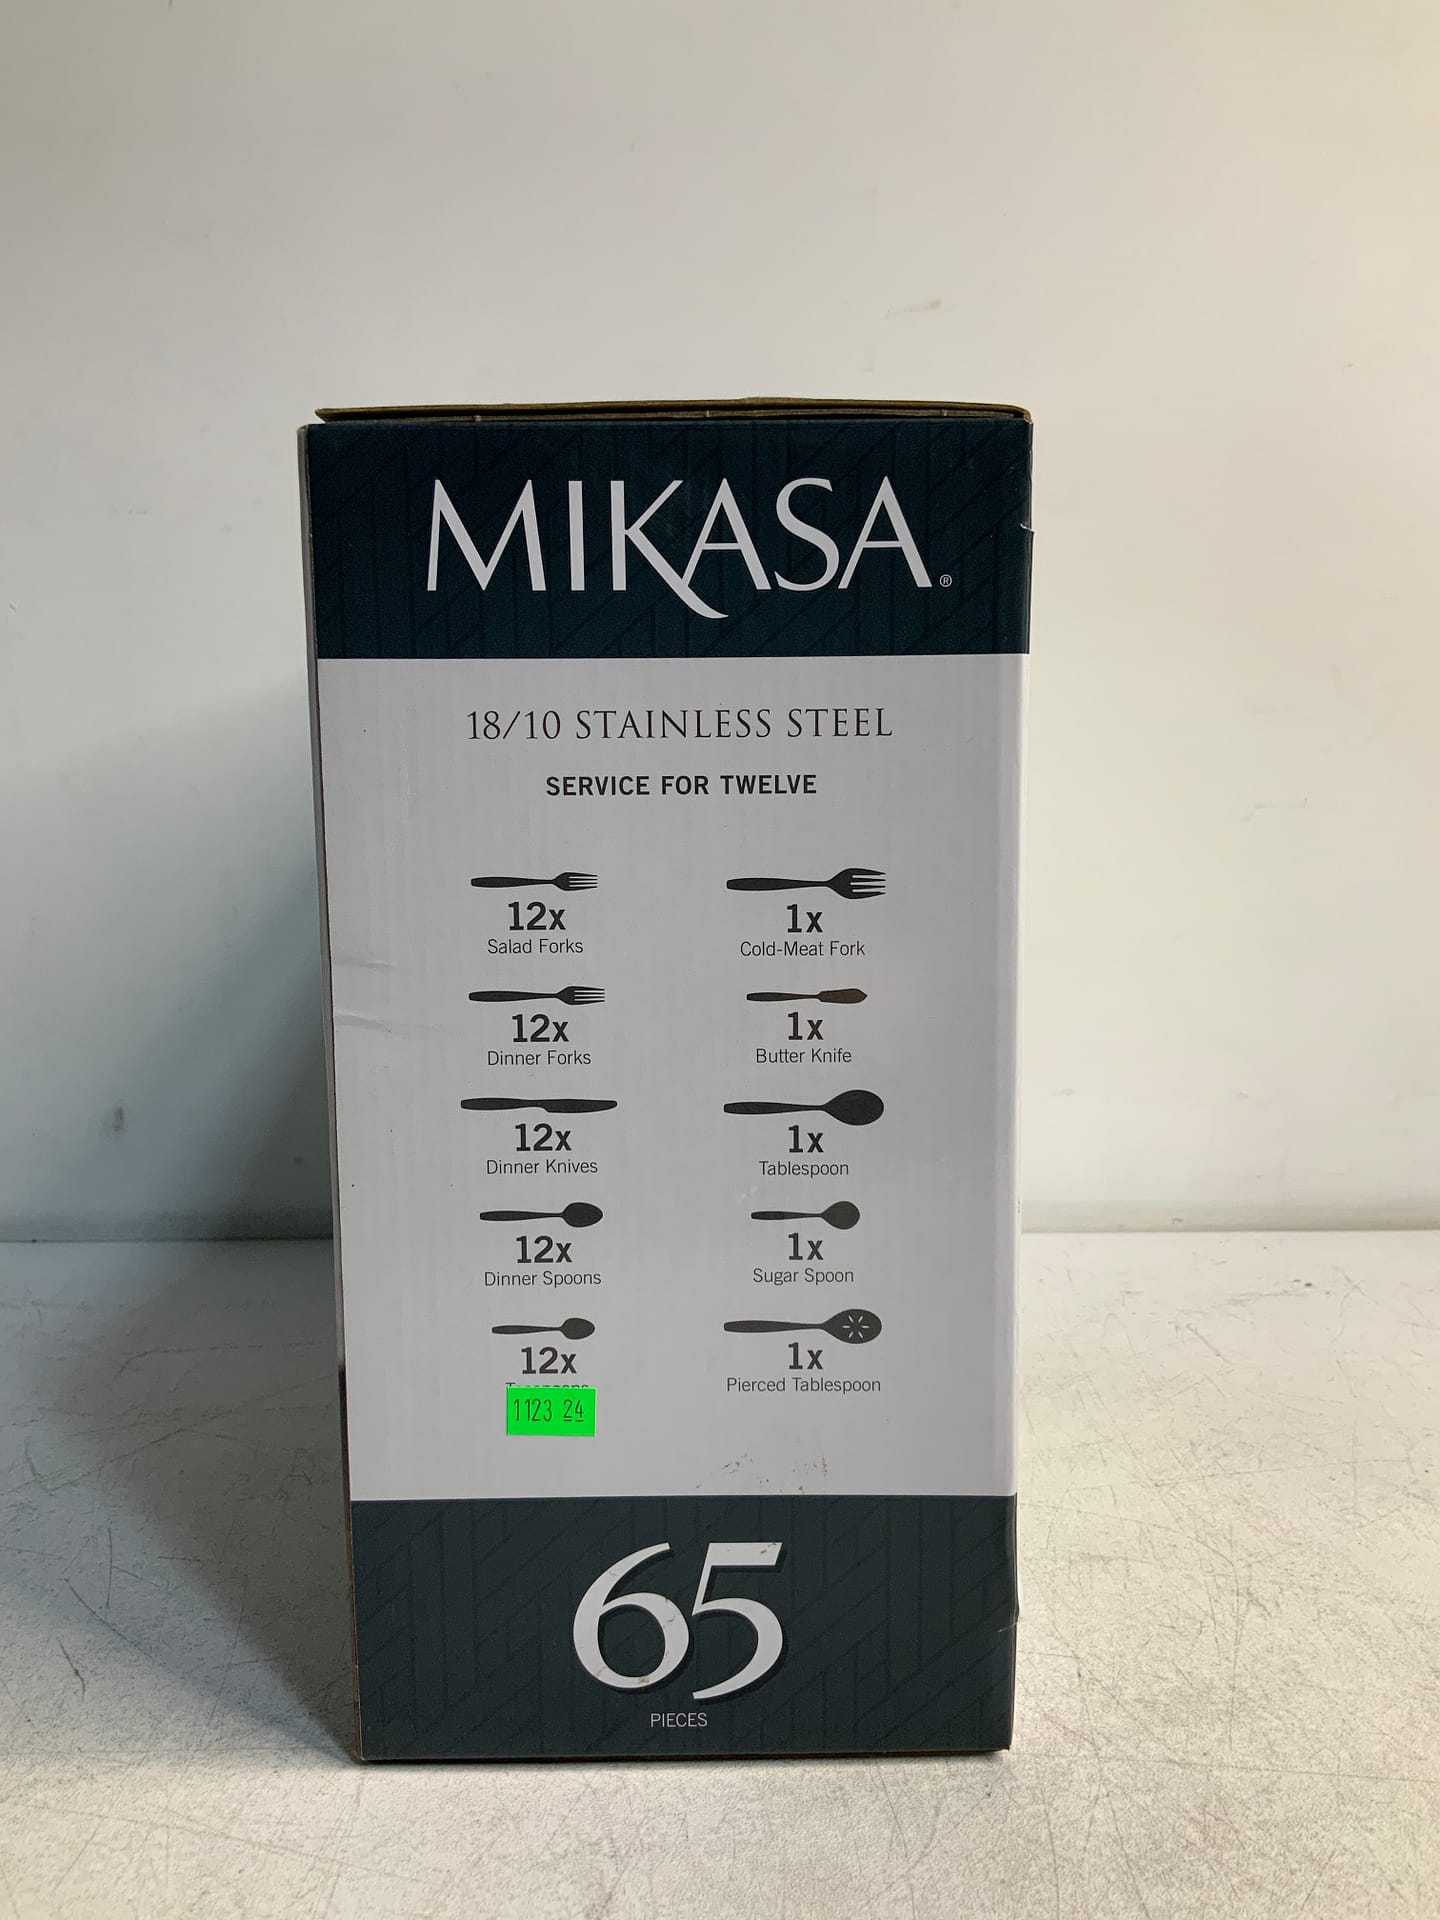 MIKASA®
18/10 STAINLESS STEEL
SERVICE FOR TWELVE
12x
Salad Forks
1x
Cold-Meat Fork
12x
Dinner Forks
1x
Butter Knife
12x
Dinner Knives
1x
Tablespoon
12x
Dinner Spoons
1x
Sugar Spoon
12x
1x
Pierced Tablespoon
1123 24
65
PIECES